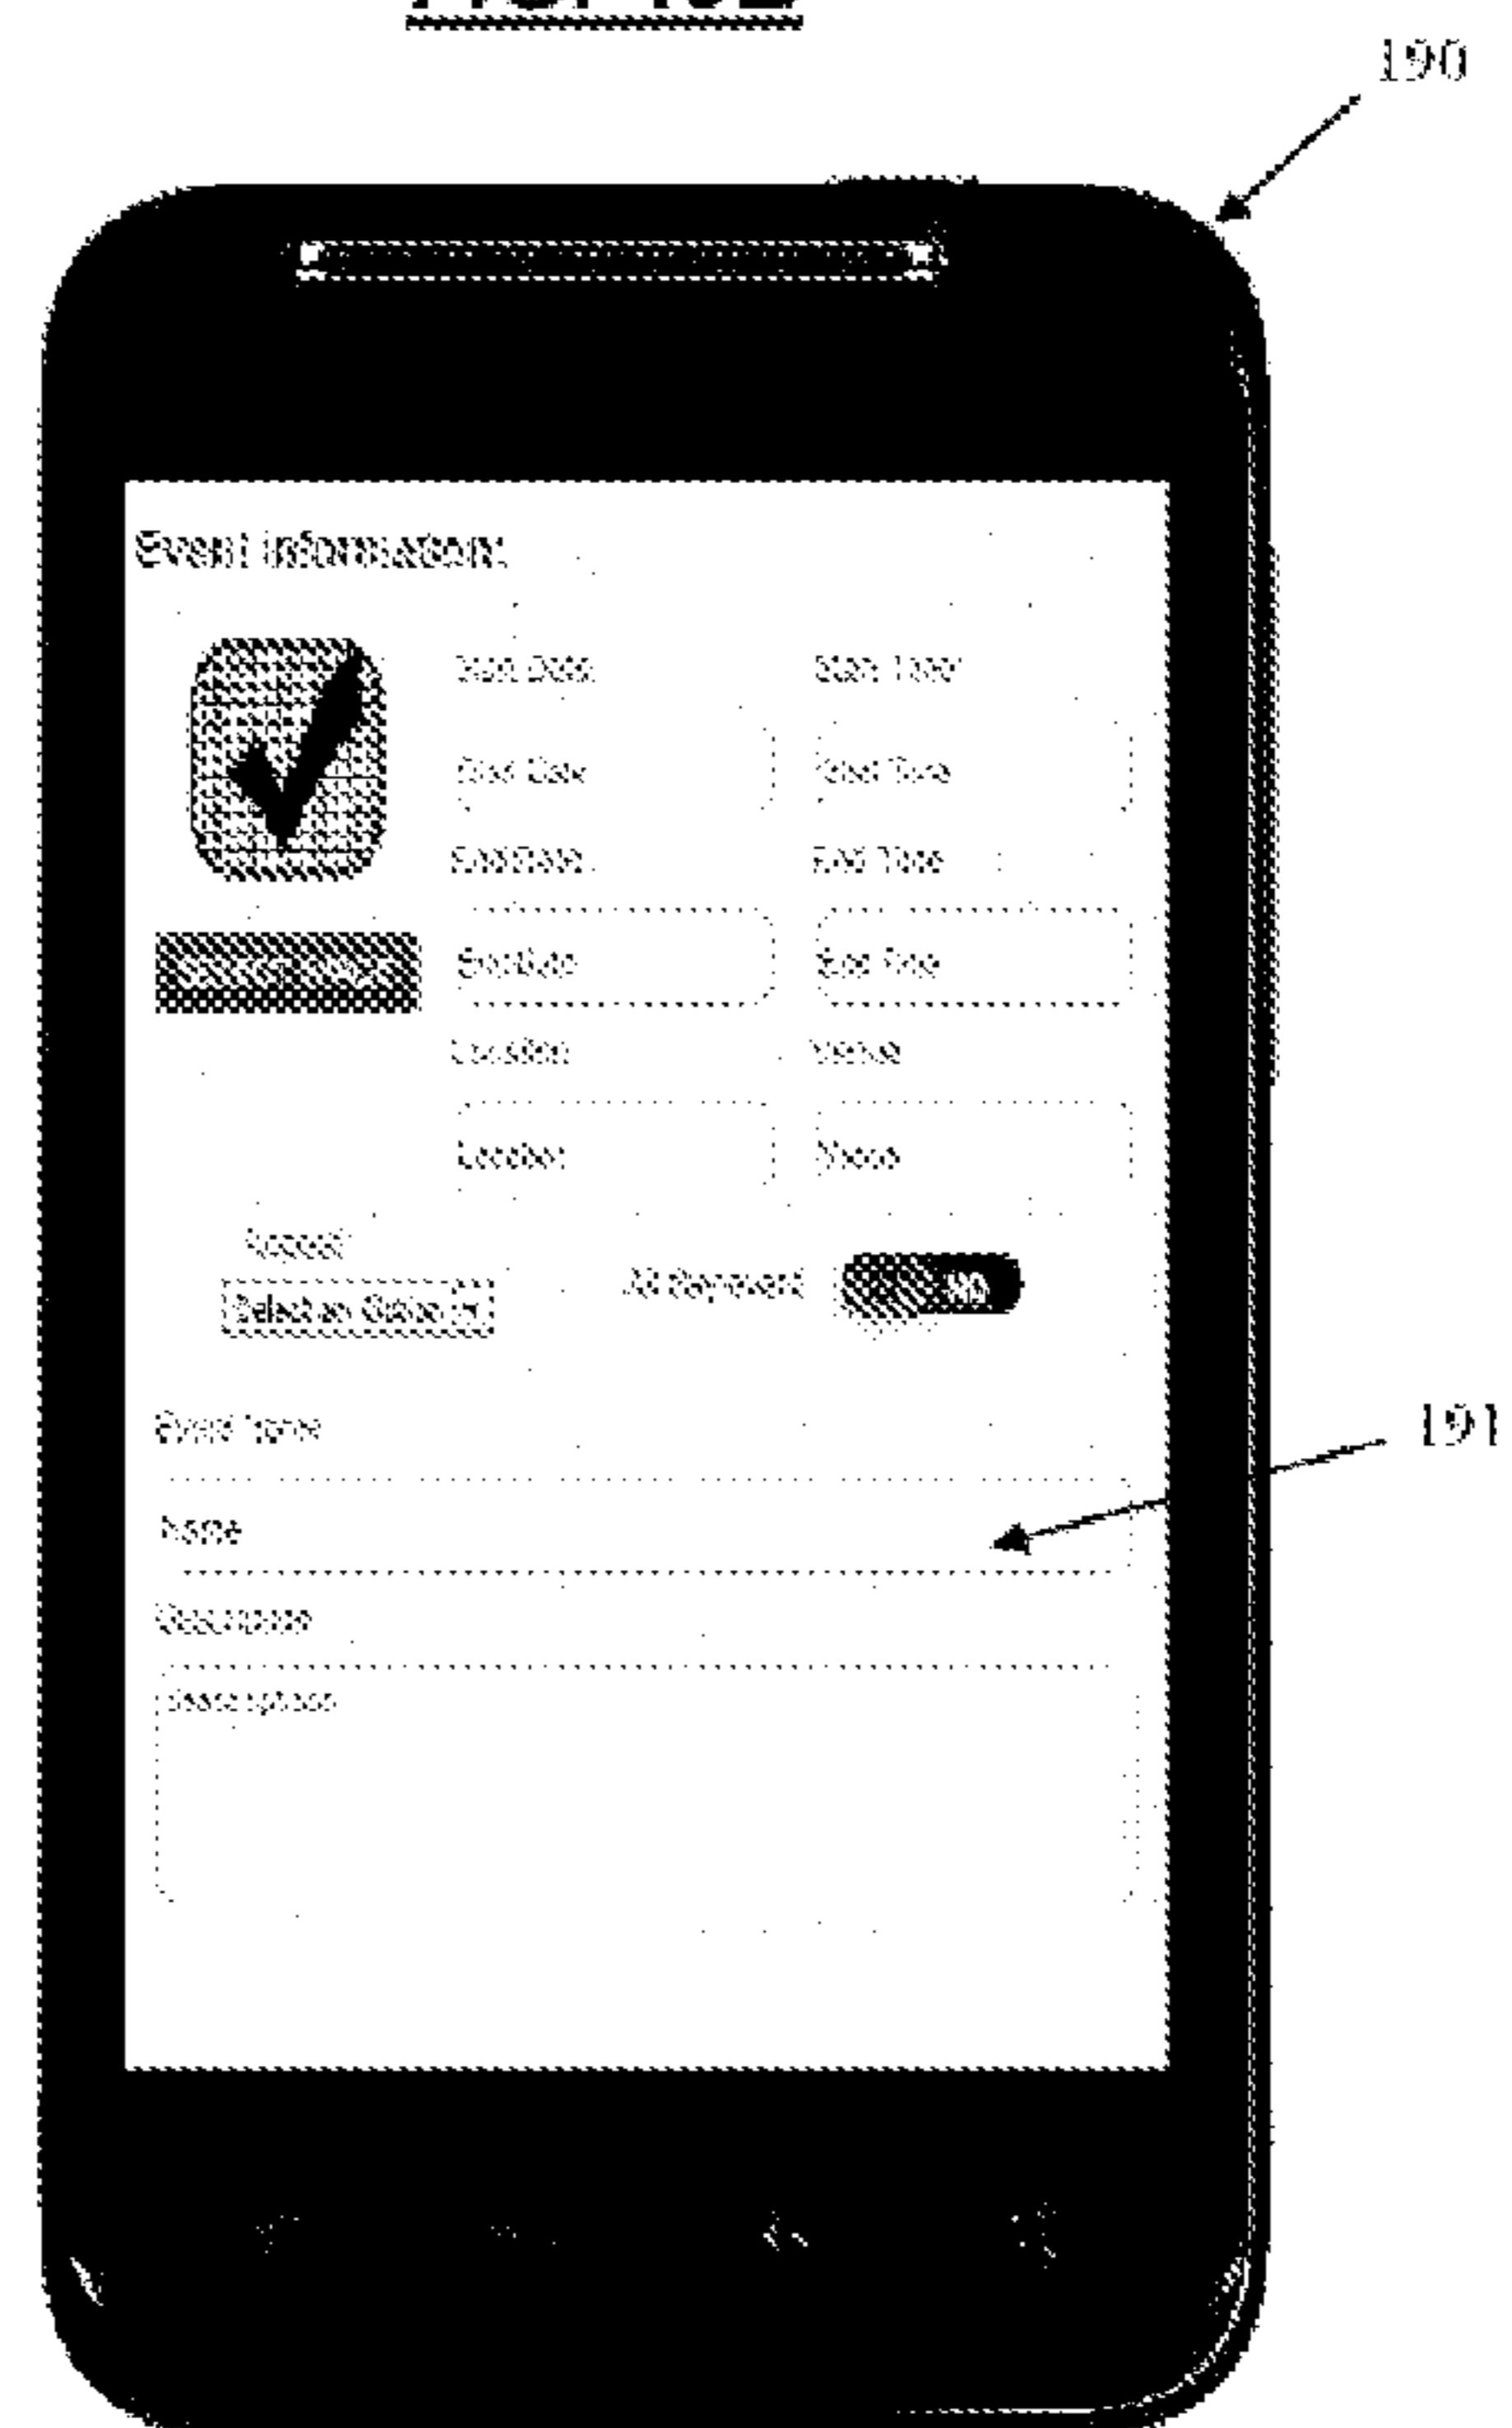 190
Event Information:
Start Date Start Time
Start Date Start Time
End Date End Time
End Date End Time
Location Venue
Location Venue
Select an Option
191
Event Name
Name
Description
Description